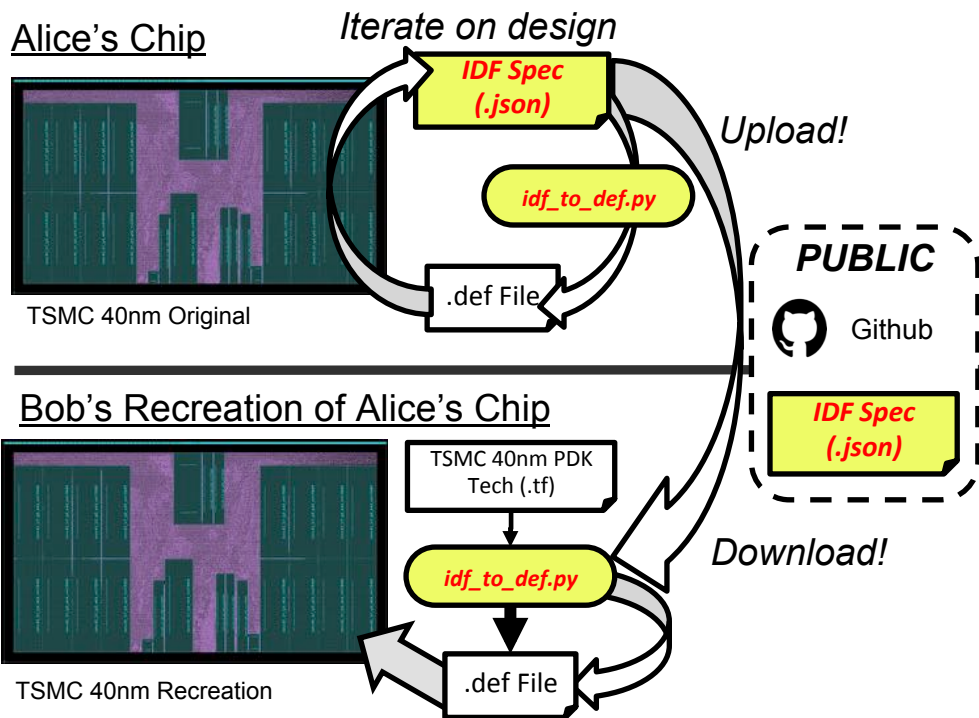 Alice's Chip
Iterate on design
IDF Spec
(.json)
Upload!
idf_to_def.py
.def File
TSMC 40nm Original
PUBLIC
Github
IDF Spec
(.json)
Bob's Recreation of Alice's Chip
TSMC 40nm PDK
Tech (.tf)
Download!
idf_to_def.py
.def File
TSMC 40nm Recreation